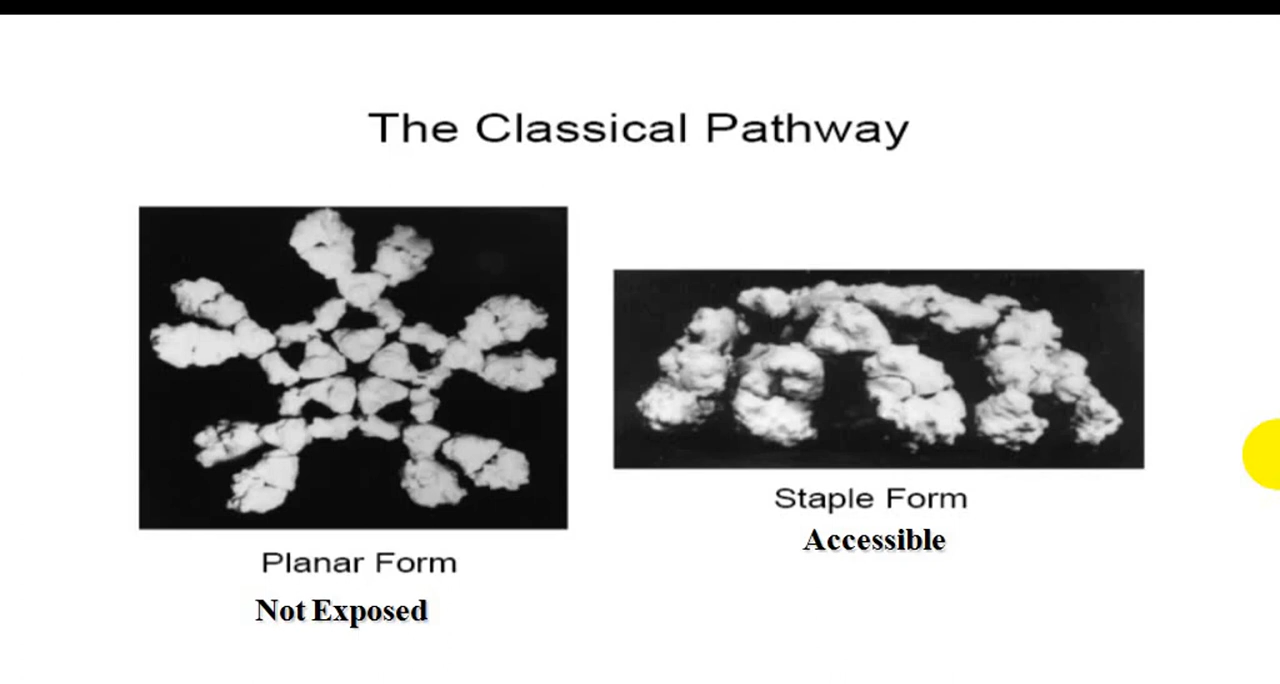 The Classical Pathway
Planar Form
Not Exposed
Staple Form
Accessible